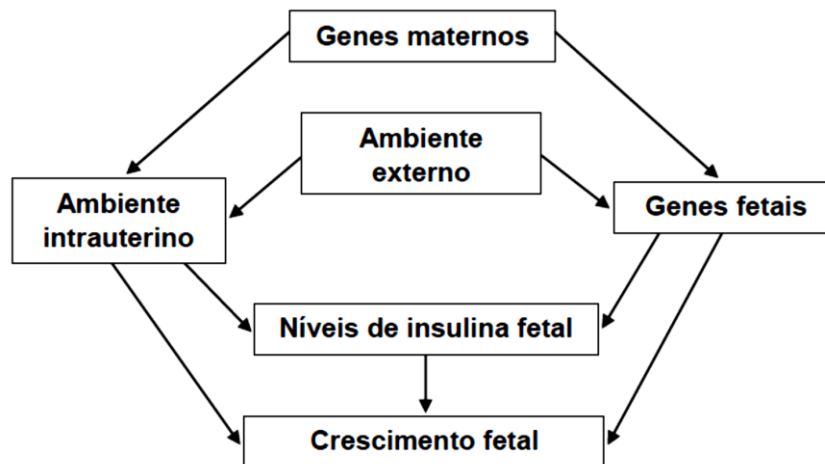 Genes maternos
Ambiente
externo
Ambiente
intrauterino
Genes fetais
Níveis de insulina fetal
Crescimento fetal